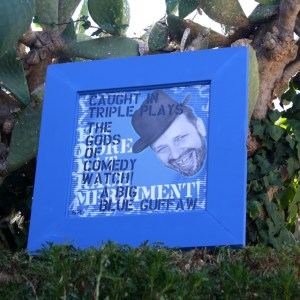 CAUGHT IN
TRIPLE PLAYS
THE
GODS
OF
COMEDY
WATCH!
A BIG
BLUE GUFFAW
MERRIMENT!